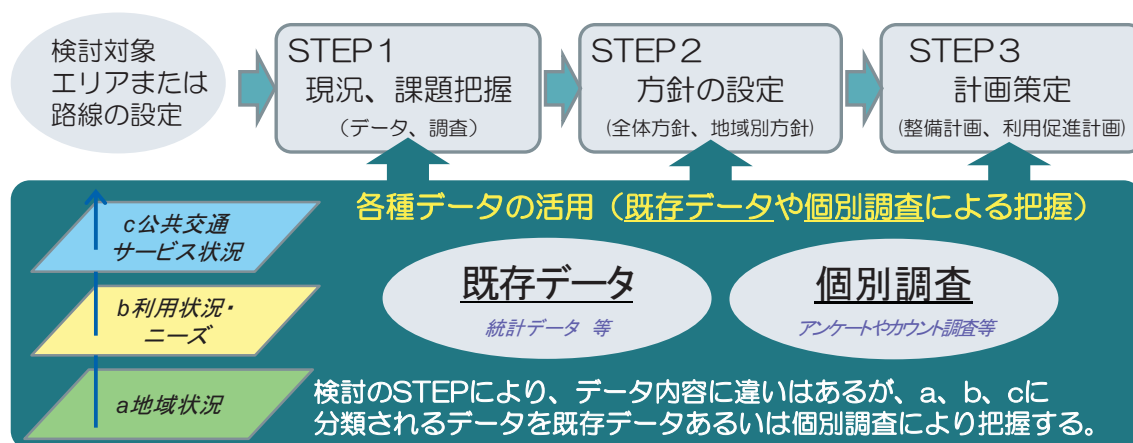 検討対象
エリアまたは
路線の設定
STEP1
現況、課題把握
(データ、調査)
STEP2
方針の設定
(全体方針、地域別方針)
STEP3
計画策定
(整備計画、利用促進計画)
各種データの活用(既存データや個別調査による把握)
c公共交通
サービス状況
b利用状況・
ニーズ
a地域状況
既存データ
統計データ 等
個別調査
アンケートやカウント調査等
検討のSTEPにより、データ内容に違いはあるが、a、b、cに
分類されるデータを既存データあるいは個別調査により把握する。